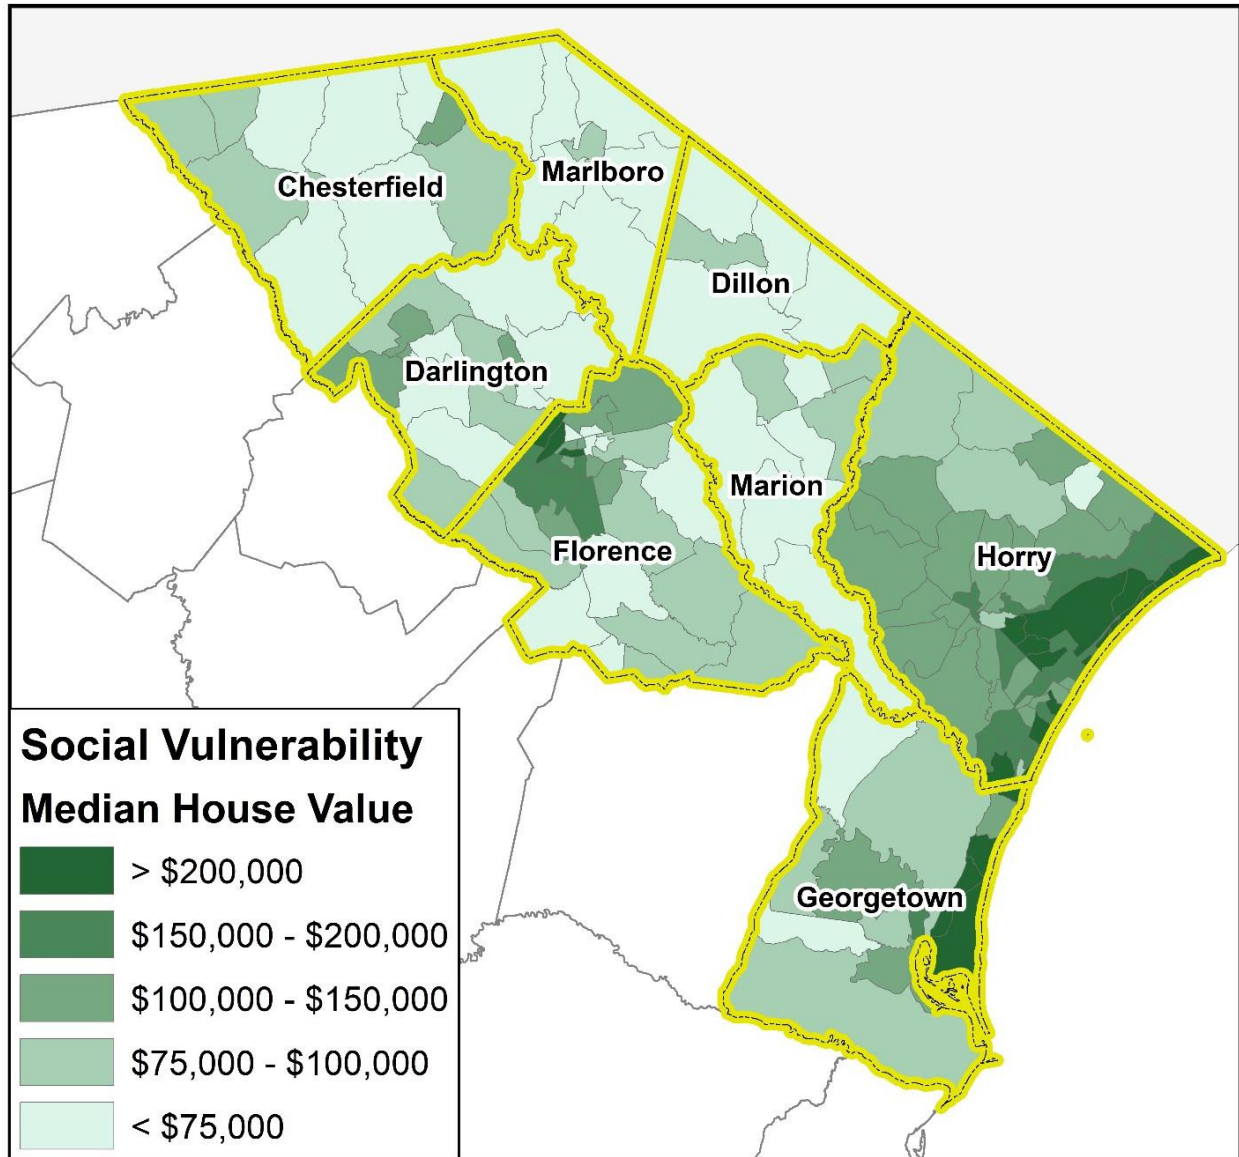 Marlboro
Chesterfield
Dillon
Darlington
Marion
Florence
Horry
Georgetown
Social Vulnerability
Median House Value
> $200,000
$150,000 - $200,000
$100,000 - $150,000
$75,000 - $100,000
< $75,000